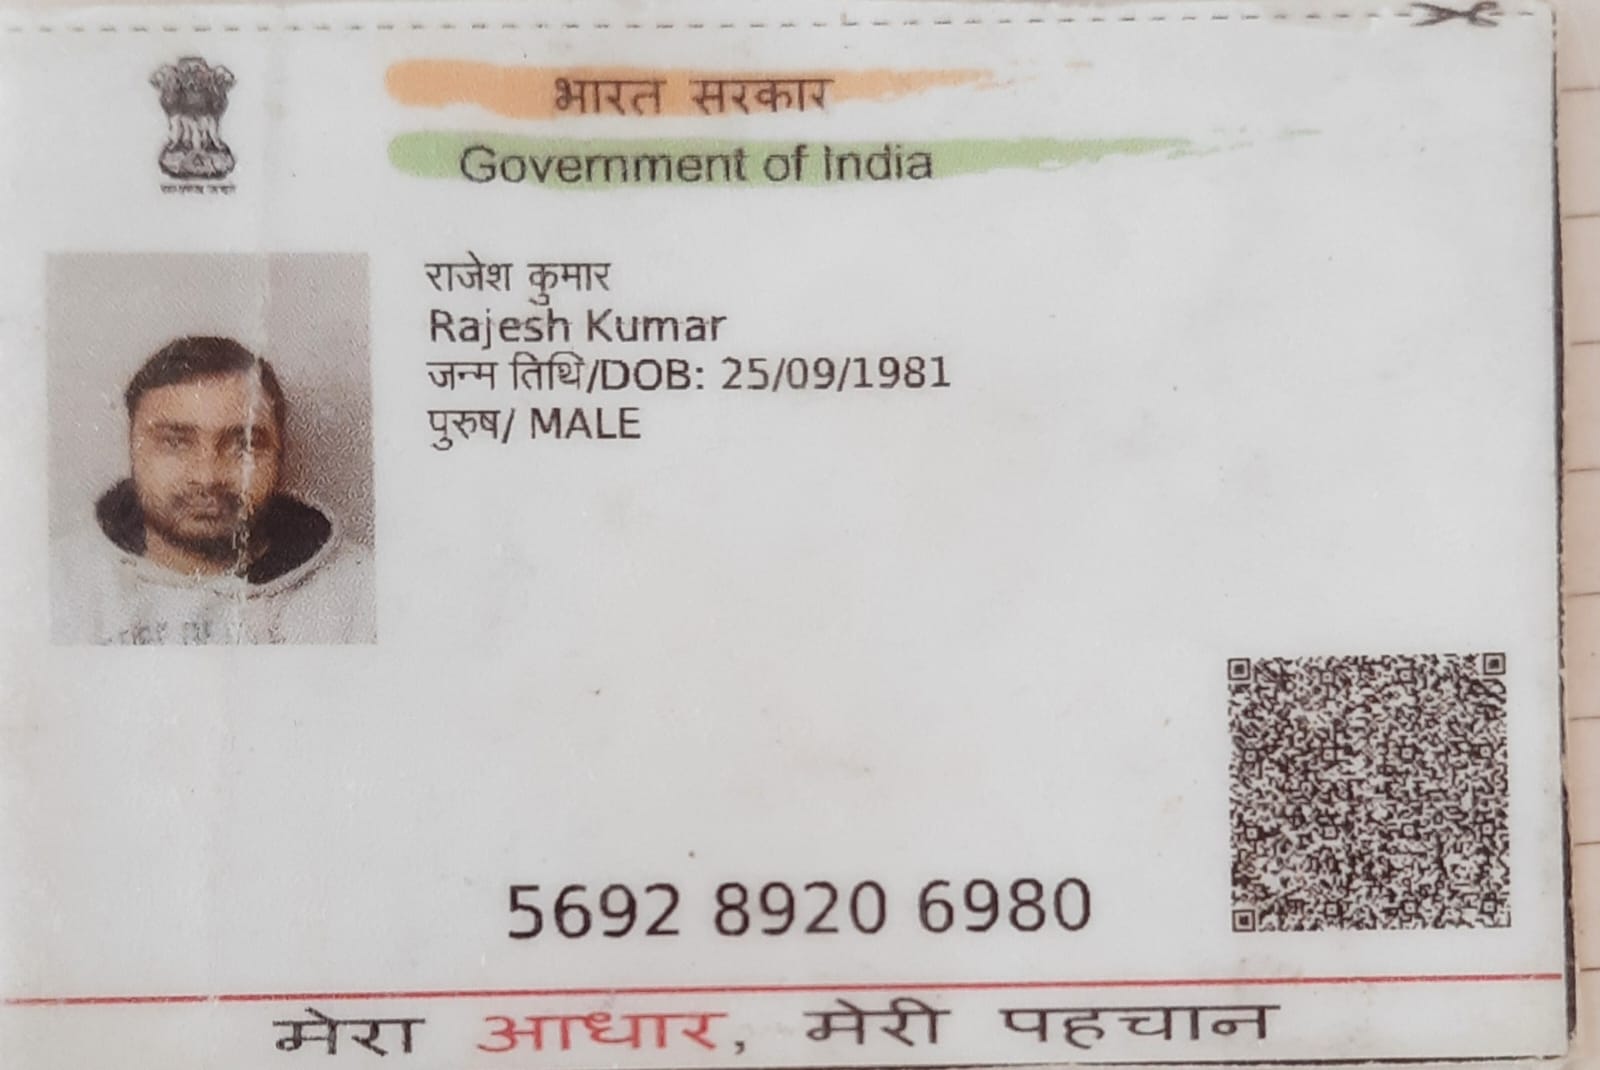 भारत सरकार
Government of India
राजेश कुमार
Rajesh Kumar
जन्म तिथि/DOB: 25/09/1981
पुरुष/ MALE
5692 8920 6980
मेरा आधार, मेरी पहचान